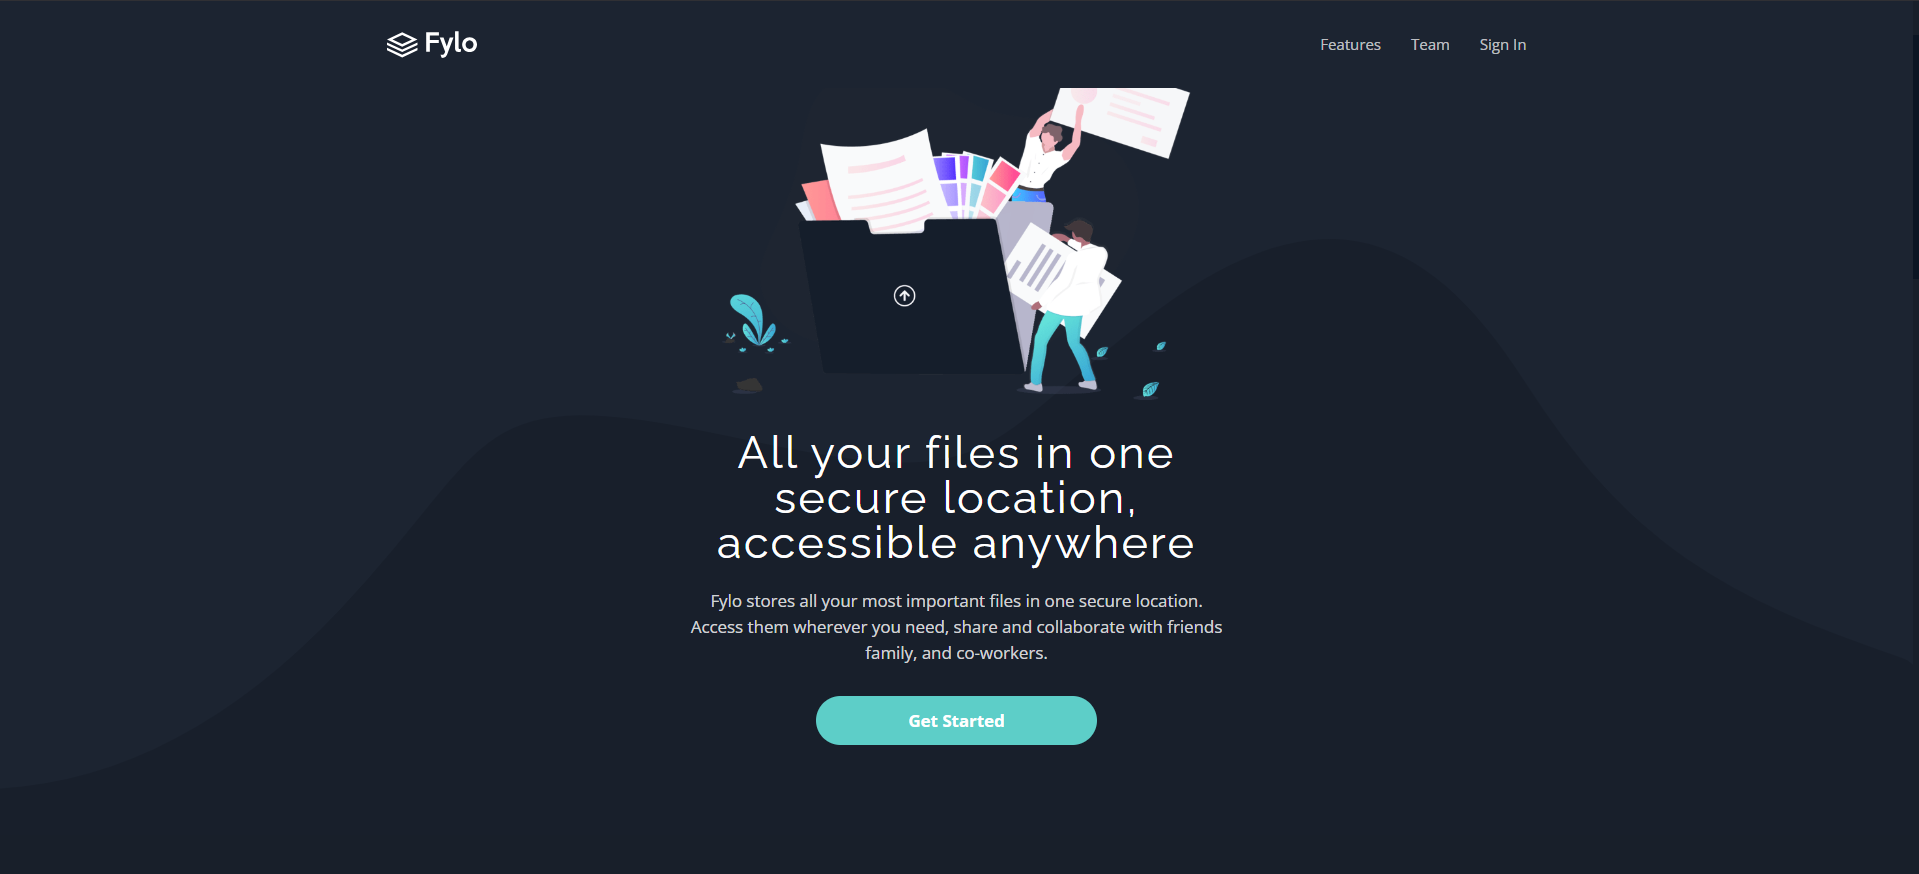 Fylo
Features Team Sign In
All your files in one
secure location,
accessible anywhere
Fylo stores all your most important files in one secure location.
Access them wherever you need, share and collaborate with friends
family, and co-workers.
Get Started